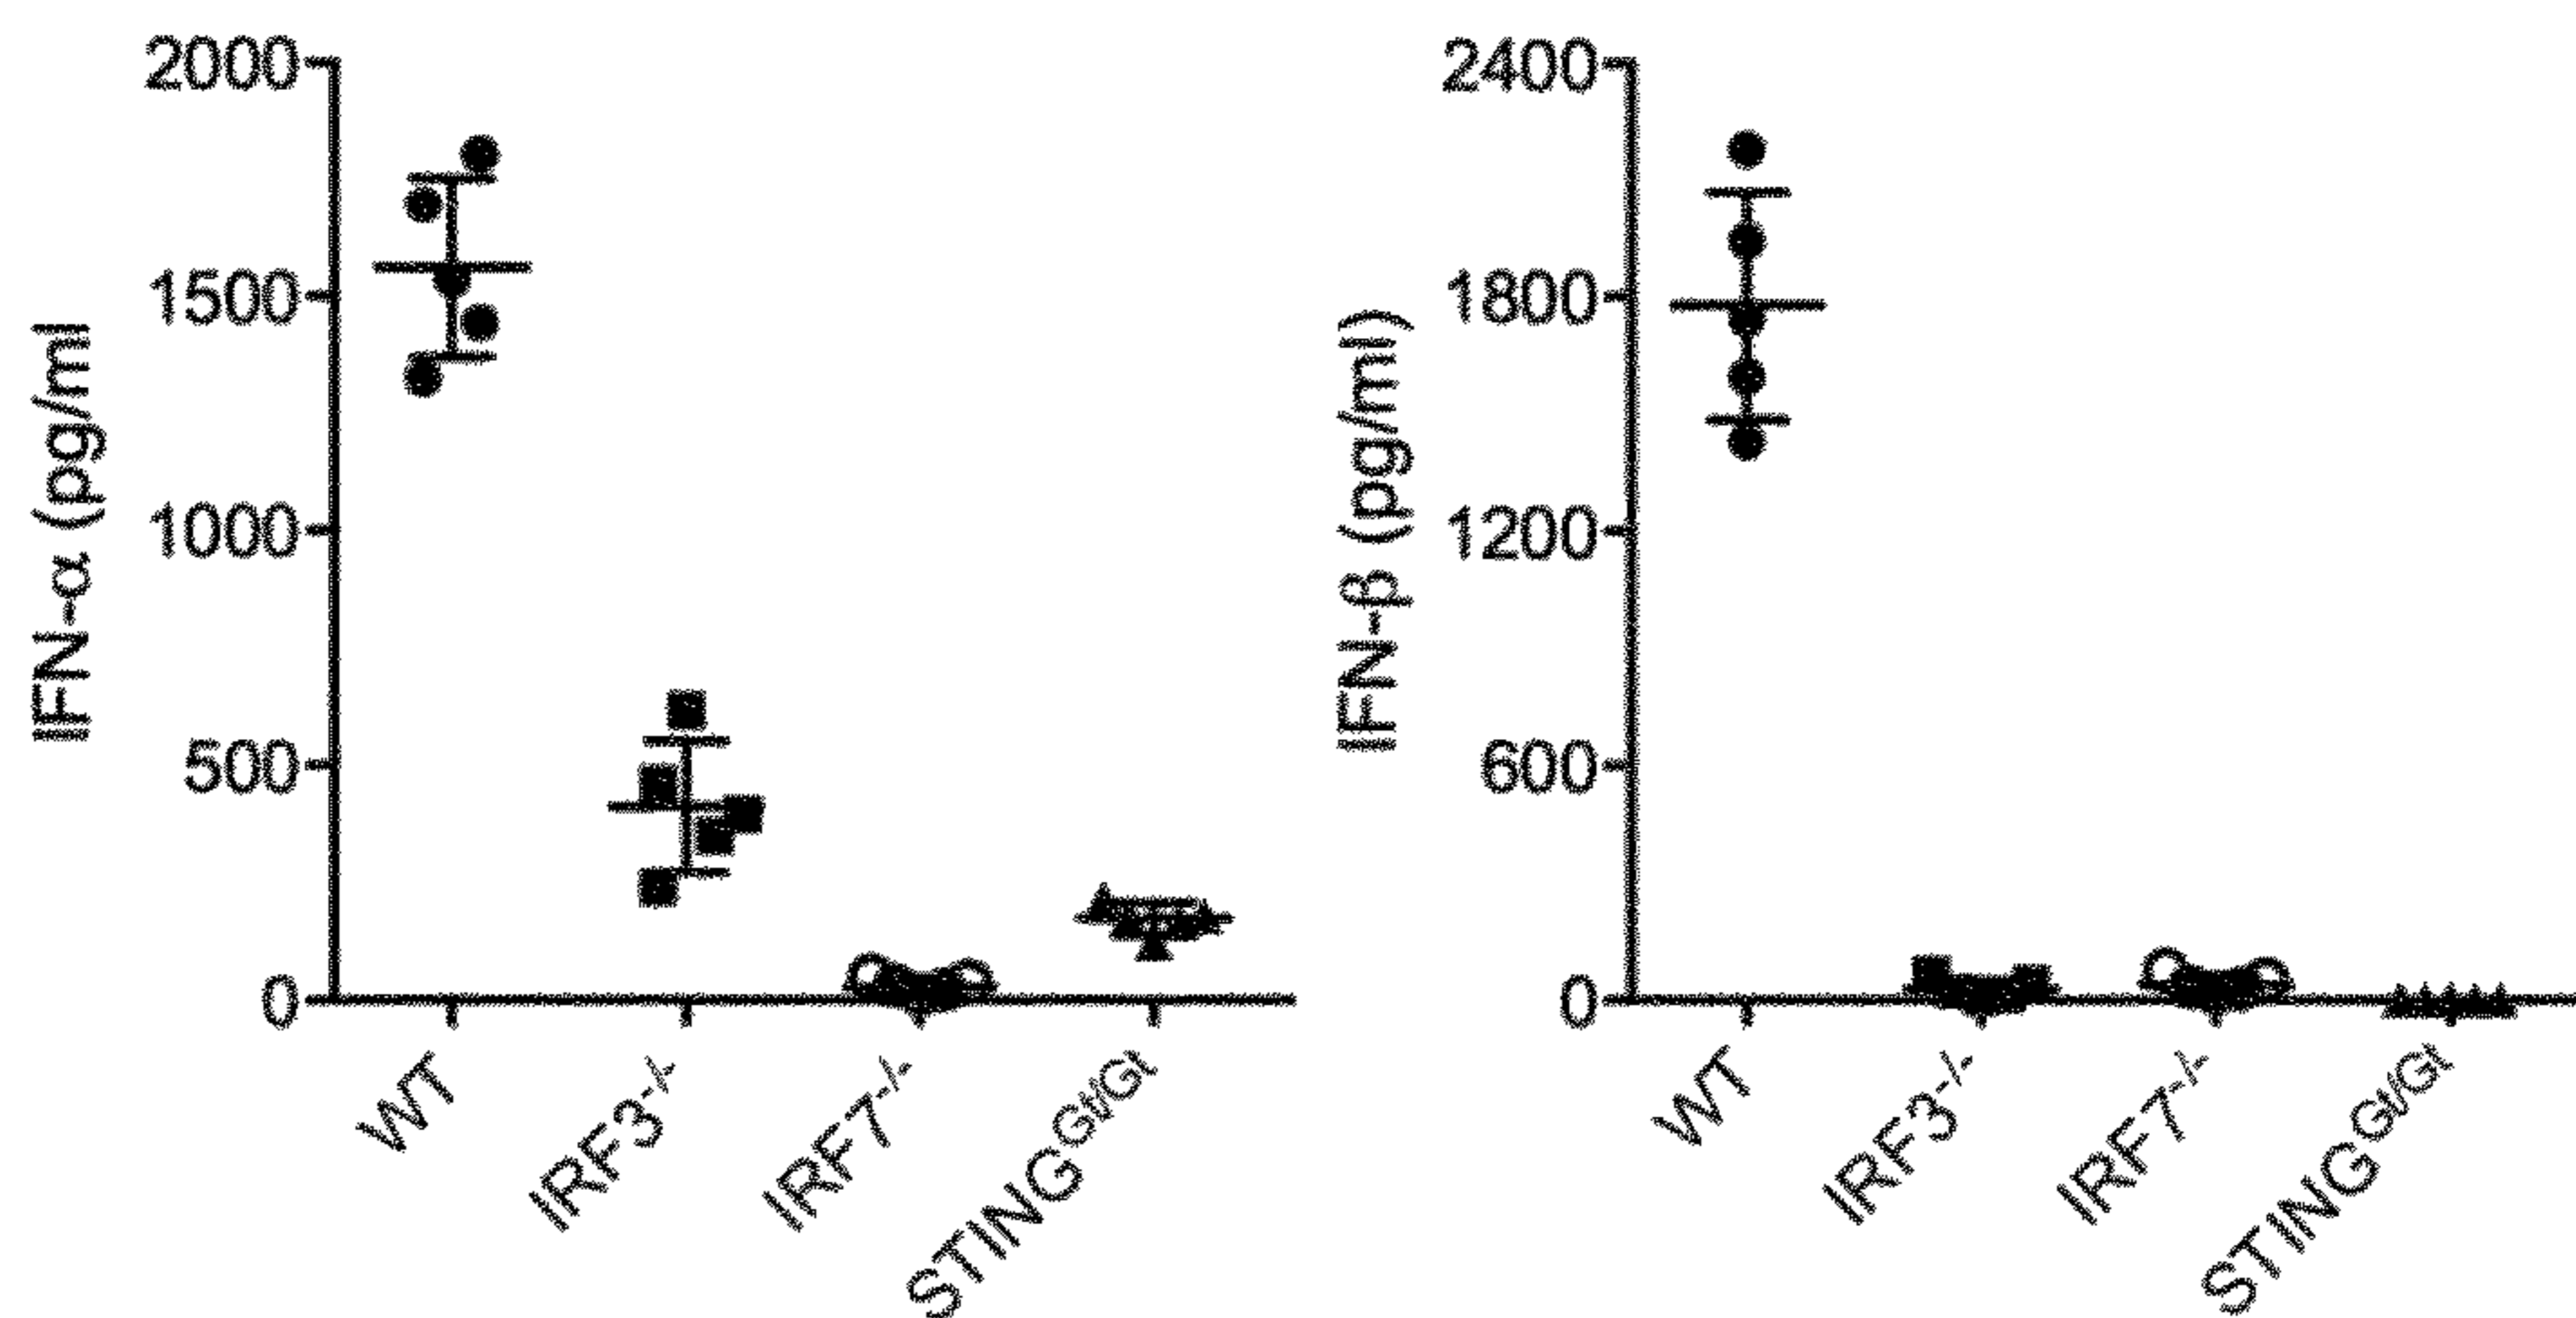 IFN-α (pg/ml
2000
1500
1000
500
0
WT
IRF3-/-
IRF7-/-
STINGGt/Gt
IFN-β (pg/ml)
2400
1800
1200
600
0
WT
IRF3-/-
IRF7-/-
STINGGt/Gt